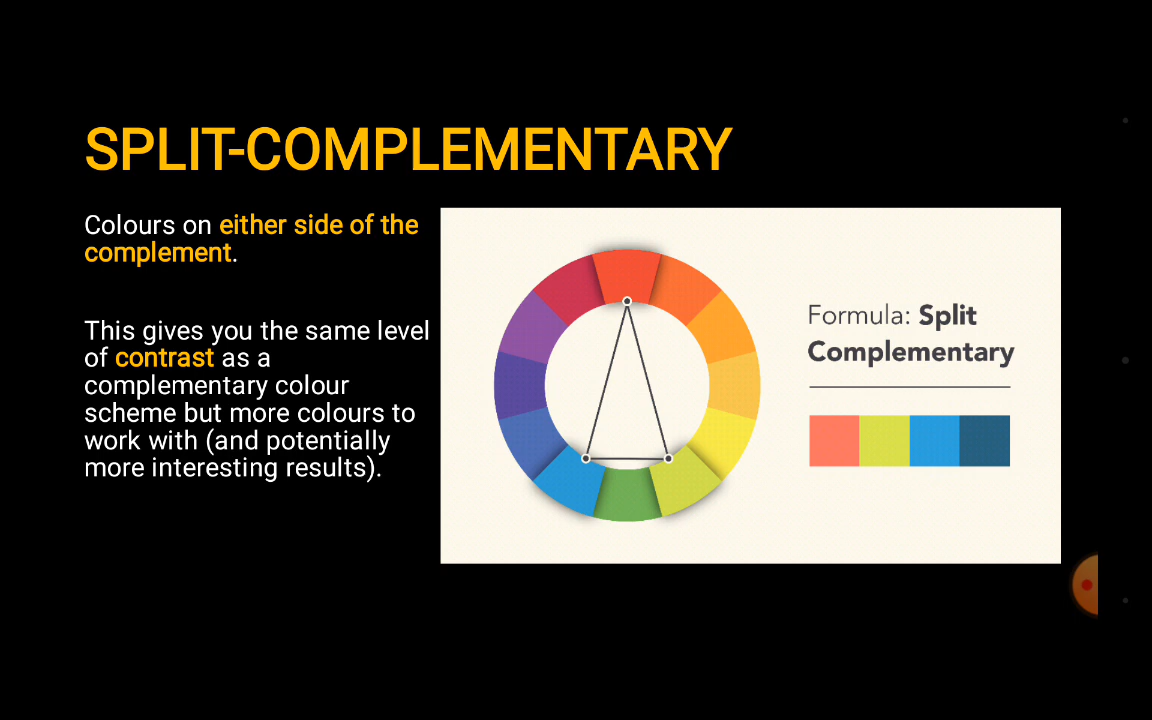 SPLIT-COMPLEMENTARY
Colours on either side of the
complement.
This gives you the same level
of contrast as a
complementary colour
scheme but more colours to
work with (and potentially
more interesting results).
Formula: Split
Complementary